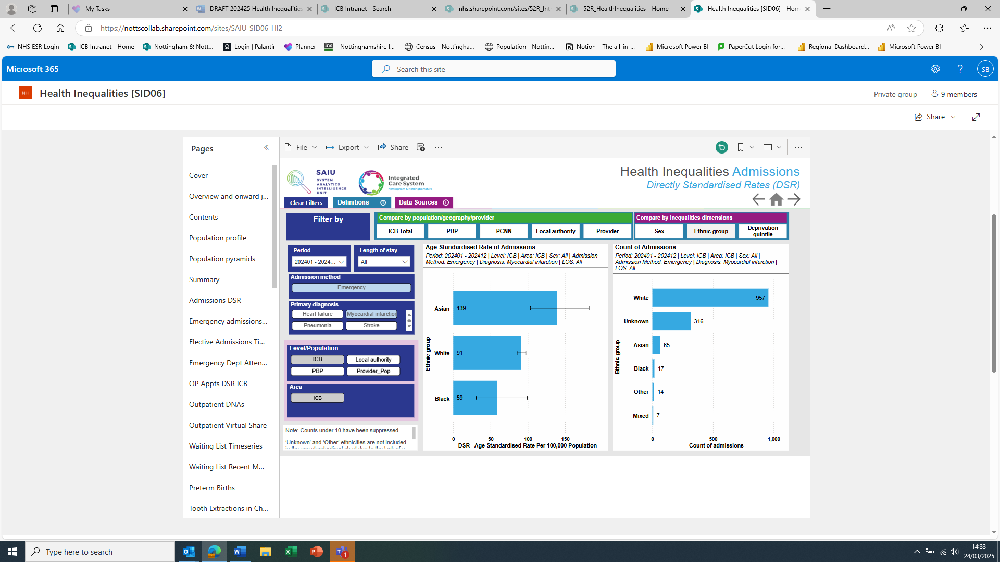 My Tasks
DRAFT 202425 Health Inequalities
ICB Intranet - Search
nhs.sharepoint.com/sites/52R_Int
52R_HealthInequalities - Home
Health Inequalities [SID06] - Hom
https://nottscollab.sharepoint.com/sites/SAIU-SID06-HI2
NHS ESR Login
ICB Intranet - Home
Nottingham & Nott...
Login | Palantir
Planner
Ins
- Nottinghamshire I...
Census - Nottingha...
Population - Nottin...
Notion – The all-in-...
Microsoft Power BI
PaperCut Login for...
Regional Dashboard...
Microsoft Power BI
Microsoft 365
Search this site
SB
NH
Health Inequalities [SID06]
Private group
9 members
Share
Pages
Cover
Overview and onward j...
Contents
Population profile
Population pyramids
Summary
Admissions DSR
Emergency admissions...
Elective Admissions Ti...
Emergency Dept Atten...
OP Appts DSR ICB
Outpatient DNAs
Outpatient Virtual Share
Waiting List Timeseries
Waiting List Recent M...
Preterm Births
Tooth Extractions in Ch...
File
Export
Share
SAIU
SYSTEM
ANALYTICS
INTELLIGENCE
UNIT
Integrated
Care System
Nottingham & Nottinghamshire
Health Inequalities Admissions
Directly Standardised Rates (DSR)
Clear Filters
Definitions
Data Sources
Filter by
Compare by population/geography/provider
ICB Total
PBP
PCNN
Local authority
Provider
Compare by inequalities dimensions
Sex
Ethnic group
Deprivation
quintile
Period
202401 - 2024...
Length of stay
All
Admission method
Emergency
Primary diagnosis
Heart failure
Myocardial infarction
Pneumonia
Stroke
Level/Population
ICB
Local authority
PBP
Provider_Pop
Area
ICB
Note: Counts under 10 have been suppressed
'Unknown' and 'Other' ethnicities are not included
in the age standardised chart due to the lack of a
Age Standardised Rate of Admissions
Period: 202401 - 202412 | Level: ICB | Area: ICB | Sex: All | Admission
Method: Emergency | Diagnosis: Myocardial infarction | LOS: All
Ethnic group
Asian
139
White
91
Black
59
0
50
100
150
DSR - Age Standardised Rate Per 100,000 Population
Count of Admissions
Period: 202401 - 202412 | Level: ICB | Area: ICB | Sex: All |
Admission Method: Emergency | Diagnosis: Myocardial infarction |
LOS: All
Ethnic group
White
957
Unknown
316
Asian
65
Black
17
Other
14
Mixed
7
0
500
1,000
Count of admissions
Type here to search
1
14:33
24/03/2025